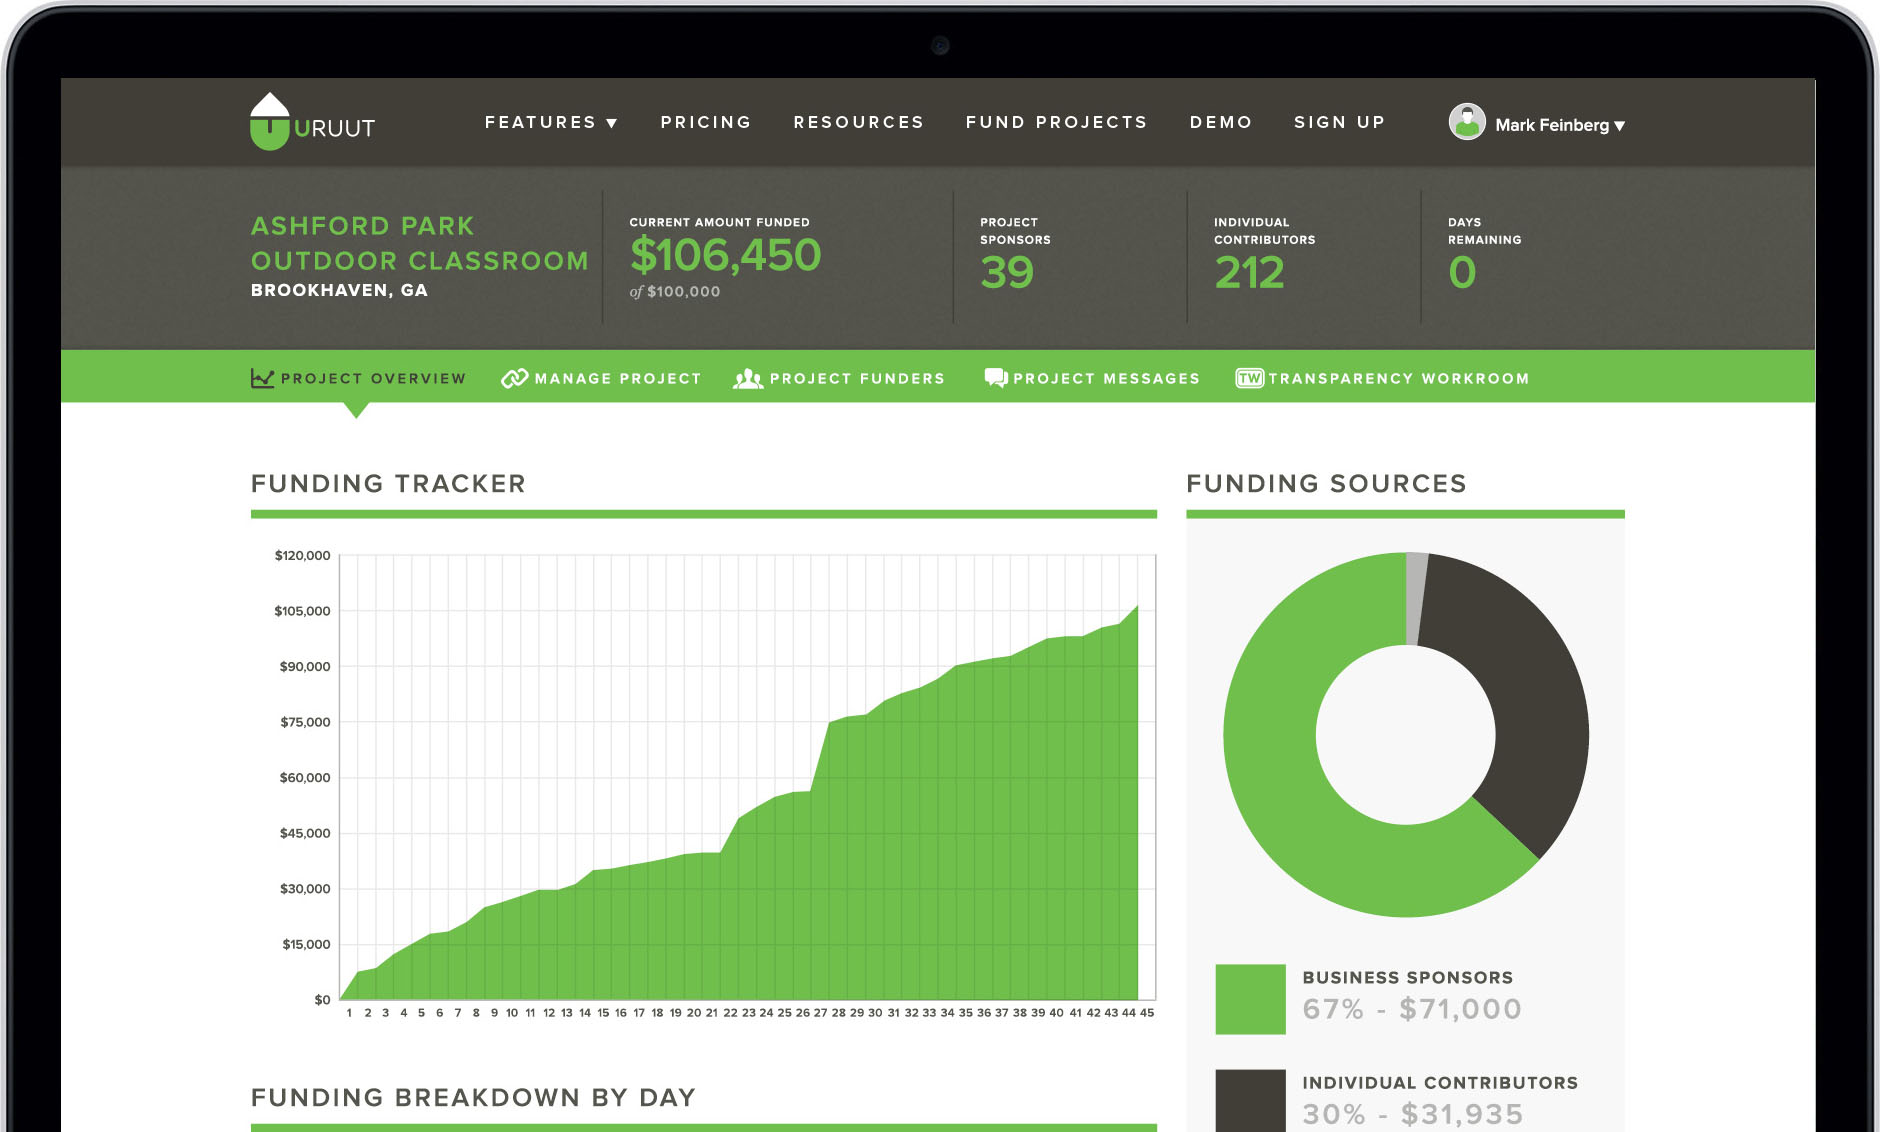 URUUT
FEATURES ▼ PRICING RESOURCES FUND PROJECTS DEMO SIGN UP Mark Feinberg ▼
ASHFORD PARK
OUTDOOR CLASSROOM
BROOKHAVEN, GA
CURRENT AMOUNT FUNDED
$106,450
of $100,000
PROJECT
SPONSORS
39
INDIVIDUAL
CONTRIBUTORS
212
DAYS
REMAINING
0
PROJECT OVERVIEW MANAGE PROJECT PROJECT FUNDERS PROJECT MESSAGES TW TRANSPARENCY WORKROOM
FUNDING TRACKER
$120,000
$105,000
$90,000
$75,000
$60,000
$45,000
$30,000
$15,000
$0
1 2 3 4 5 6 7 8 9 10 11 12 13 14 15 16 17 18 19 20 21 22 23 24 25 26 27 28 29 30 31 32 33 34 35 36 37 38 39 40 41 42 43 44 45
FUNDING SOURCES
BUSINESS SPONSORS
67% - $71,000
INDIVIDUAL CONTRIBUTORS
30% - $31,935
FUNDING BREAKDOWN BY DAY